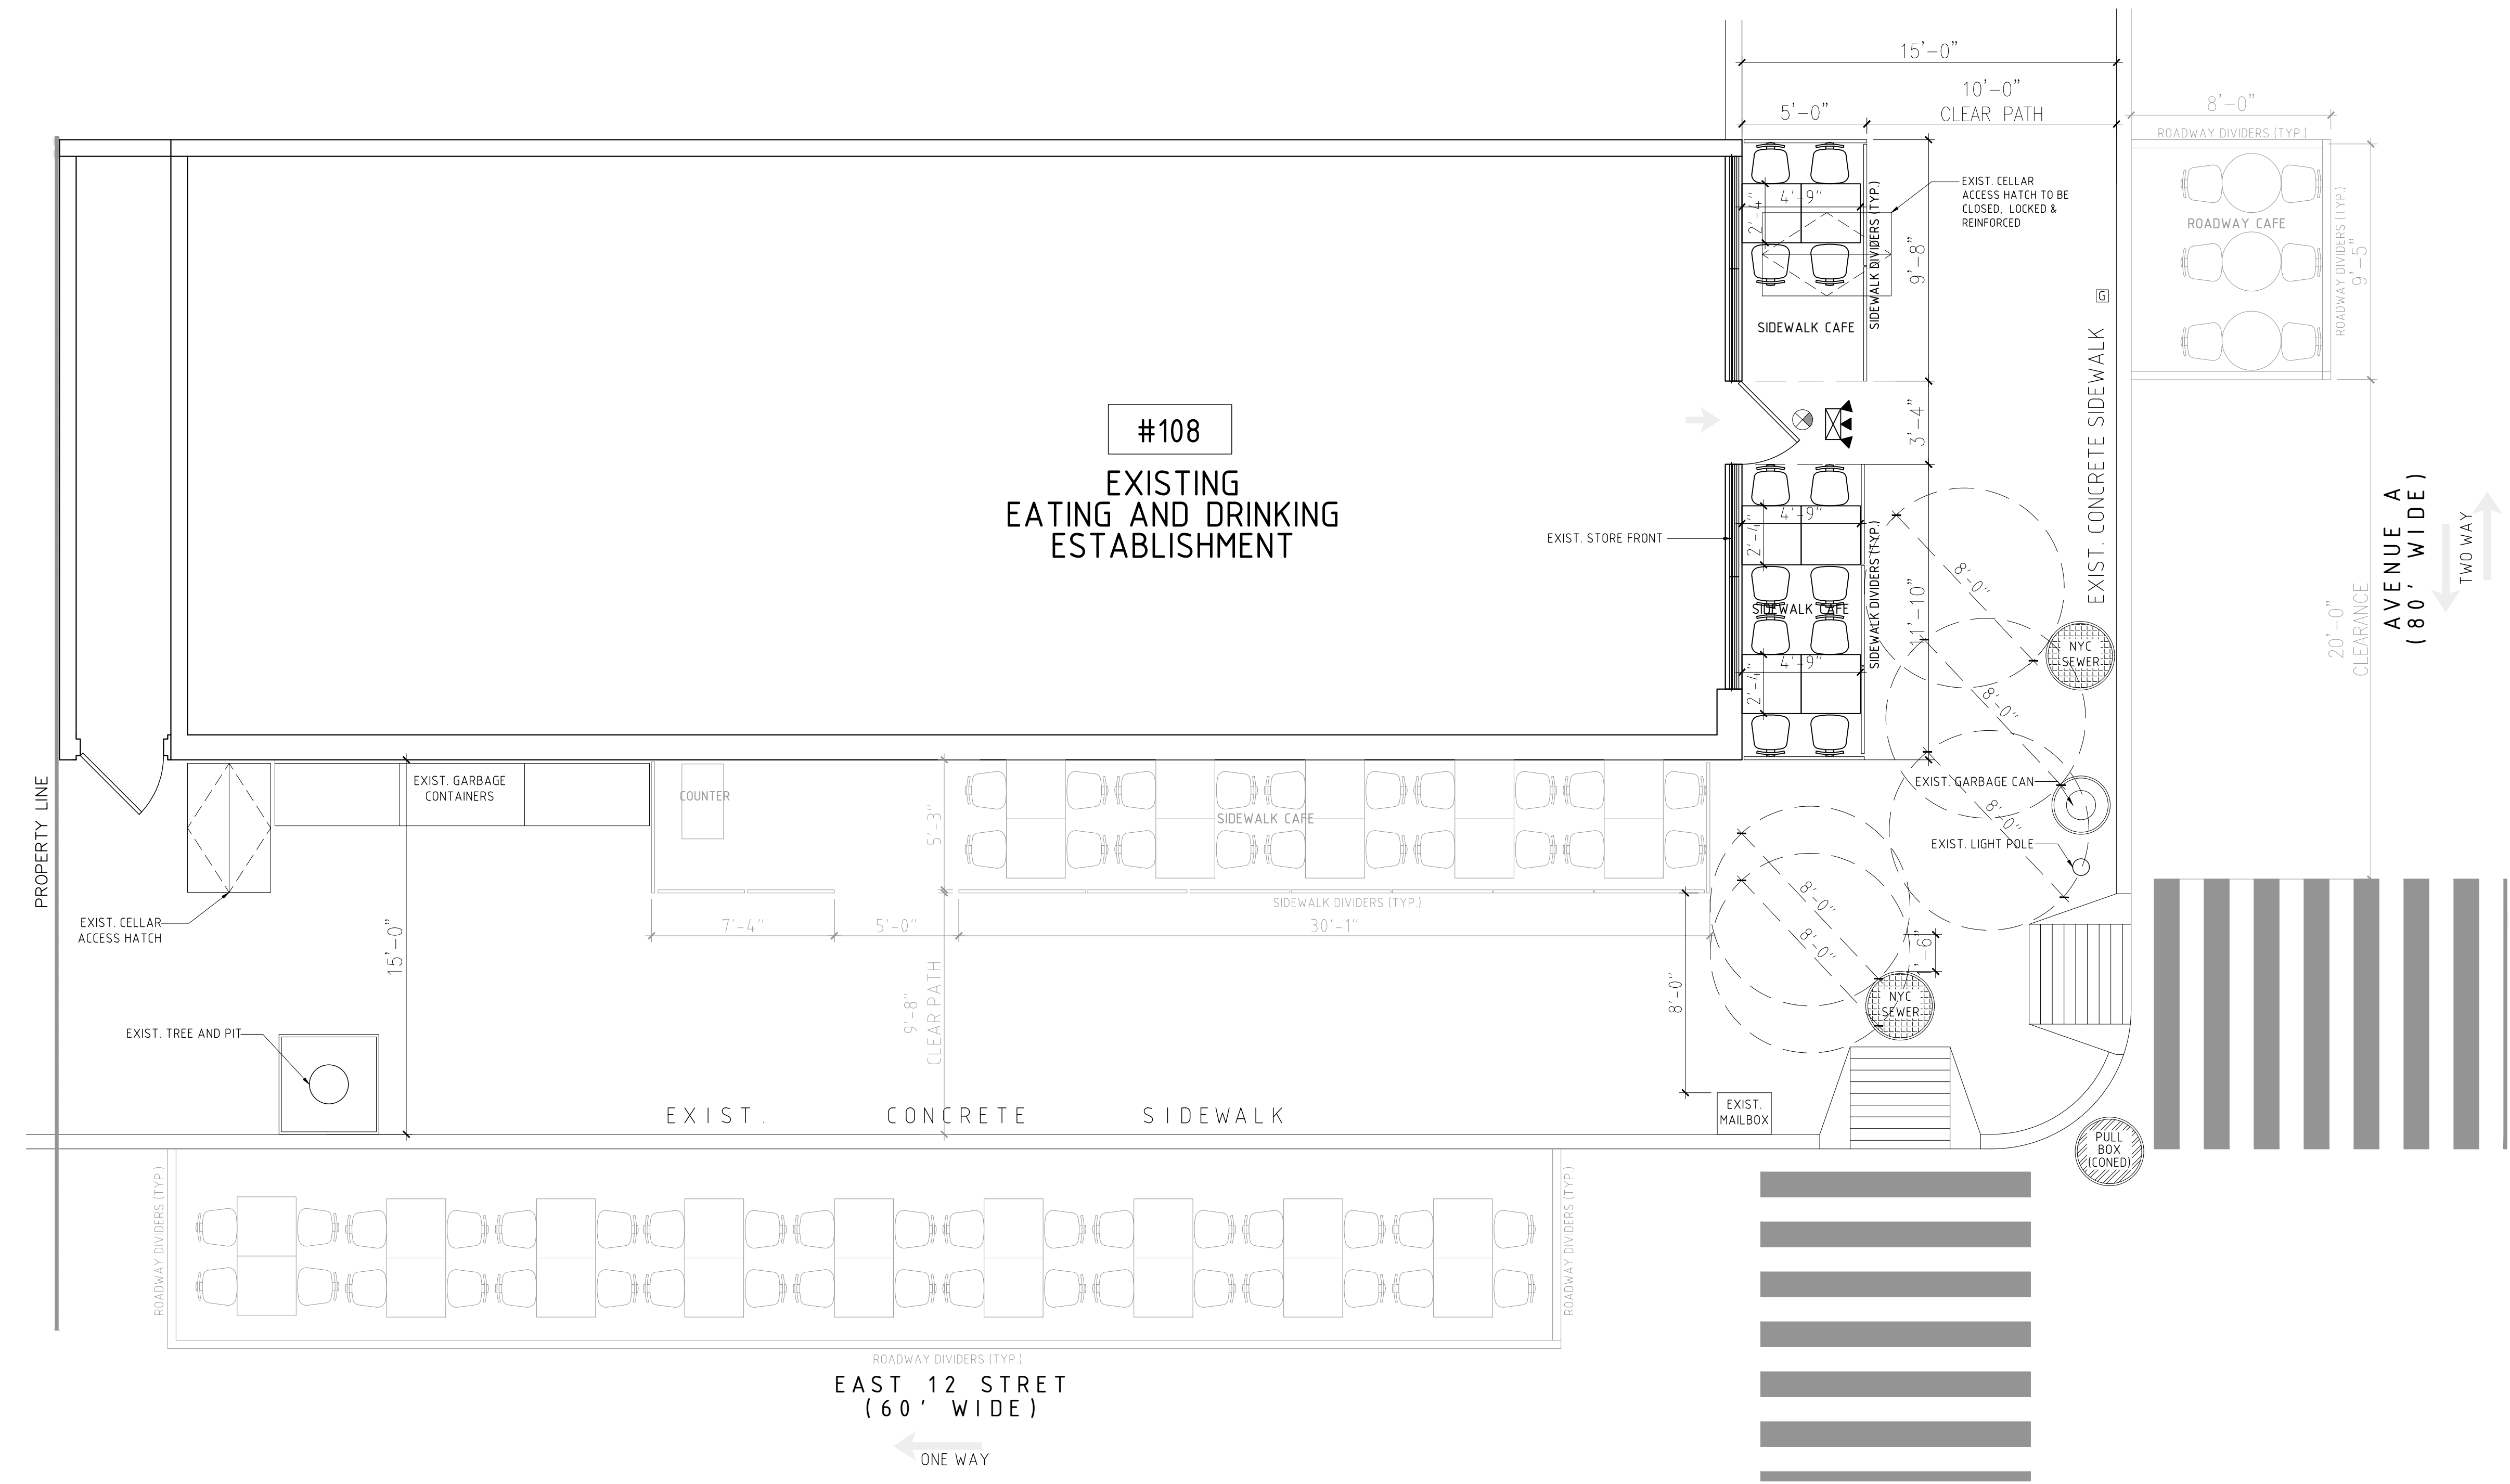 15'-0"
10'-0"
CLEAR PATH
5'-0"
8'-0"
ROADWAY DIVIDERS (TYP.)
EXIST. CELLAR
ACCESS HATCH TO BE
CLOSED, LOCKED &
REINFORCED
4'-9"
2'-4"
SIDEWALK DIVIDERS (TYP.)
9'-8"
SIDEWALK CAFE
ROADWAY CAFE
ROADWAY DIVIDERS (TYP.)
9'-5"
G
EXIST. CONCRETE SIDEWALK
3'-4"
#108
EXISTING
EATING AND DRINKING
ESTABLISHMENT
EXIST. STORE FRONT
4'-9"
2'-4"
SIDEWALK CAFE
SIDEWALK DIVIDERS (TYP.)
11'-10"
4'-9"
2'-4"
8'-0"
8'-0"
8'-0"
NYC
SEWER
20'-0"
CLEARANCE
AVENUE A
(80' WIDE)
TWO WAY
PROPERTY LINE
EXIST. GARBAGE
CONTAINERS
COUNTER
5'-3"
SIDEWALK CAFE
EXIST. GARBAGE CAN
EXIST. LIGHT POLE
EXIST. CELLAR
ACCESS HATCH
15'-0"
SIDEWALK DIVIDERS (TYP.)
7'-4"
5'-0"
30'-1"
8'-0"
8'-0"
8'-0"
NYC
SEWER
9'-8"
CLEAR PATH
EXIST. TREE AND PIT
EXIST. CONCRETE SIDEWALK
EXIST.
MAILBOX
PULL
BOX
(CONED)
ROADWAY DIVIDERS (TYP.)
ROADWAY DIVIDERS (TYP.)
ROADWAY DIVIDERS (TYP.)
EAST 12 STRET
(60' WIDE)
ONE WAY